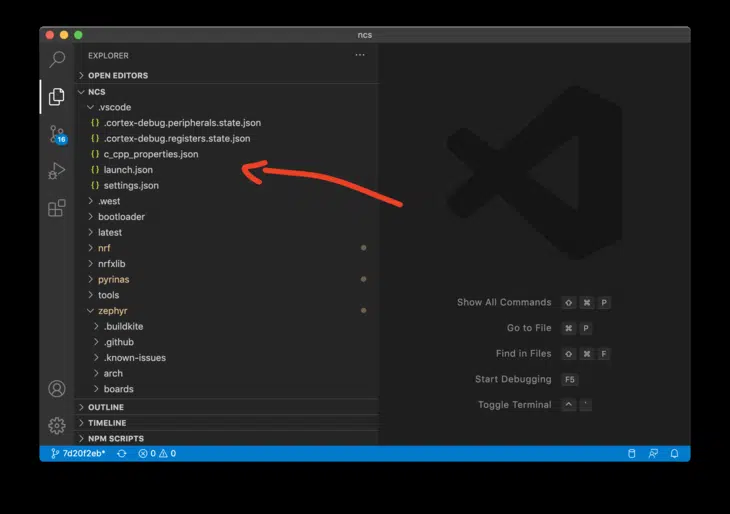 ncs
EXPLORER
OPEN EDITORS
NCS
.vscode
{} .cortex-debug.peripherals.state.json
{} .cortex-debug.registers.state.json
{} c_cpp_properties.json
{} launch.json
{} settings.json
.west
bootloader
latest
nrf
nrfxlib
pyrinas
tools
zephyr
.buildkite
.github
.known-issues
arch
boards
OUTLINE
TIMELINE
NPM SCRIPTS
16
Show All Commands ⇧ ⌘ P
Go to File ⌘ P
Find in Files ⇧ ⌘ F
Start Debugging F5
Toggle Terminal ^ `
7d20f2eb* 0 0